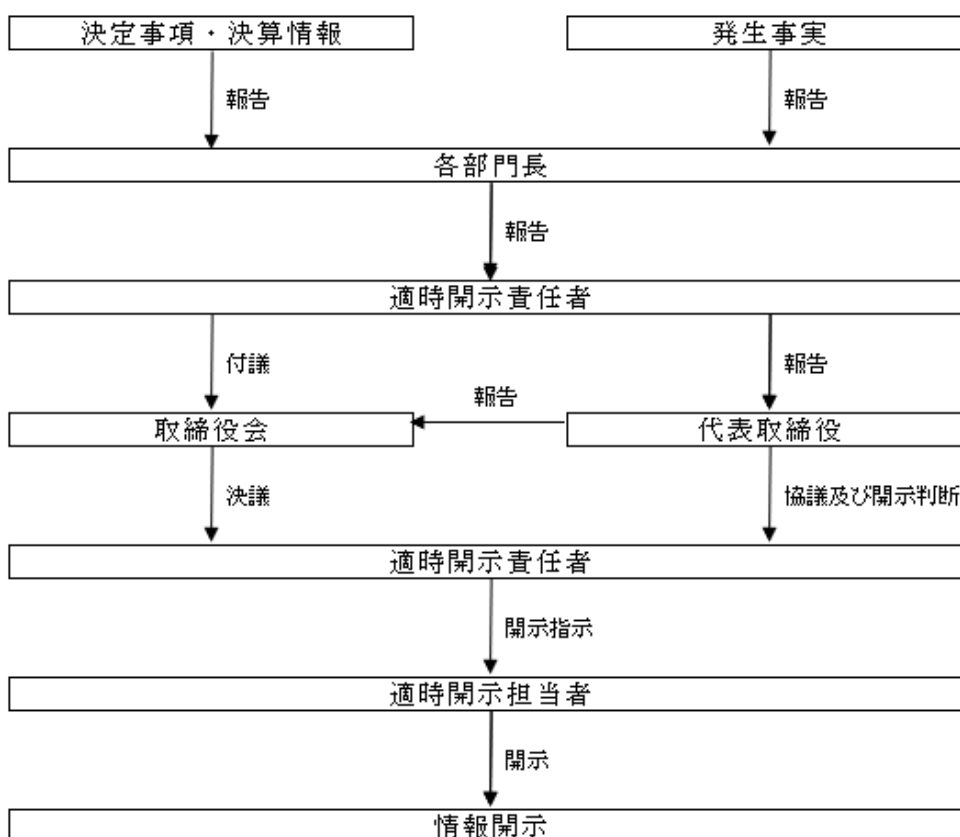 決定事項・決算情報
発生事実
報告
報告
各部門長
報告
適時開示責任者
付議
報告
報告
取締役会
代表取締役
決議
協議及び開示判断
適時開示責任者
開示指示
適時開示担当者
開示
情報開示